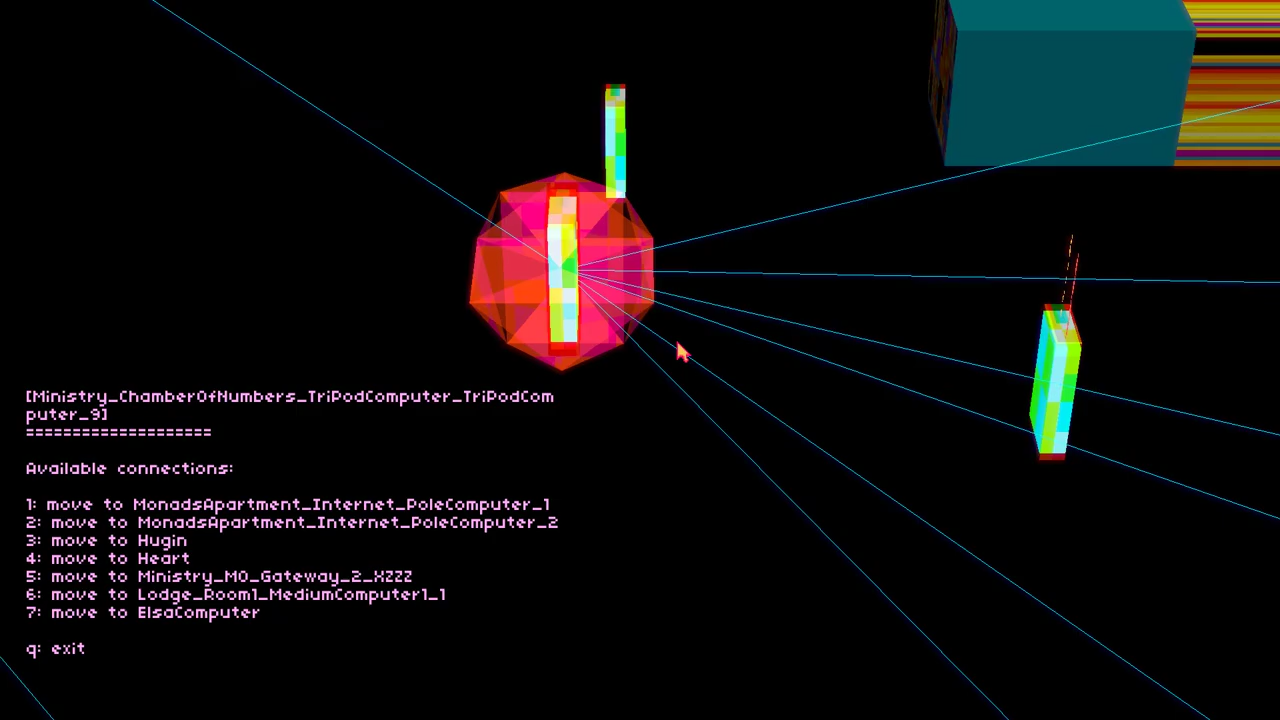 [Ministry_ChamberOfNumbers_TriPodComputer_TriPodCom
puter_9]
====================
Available connections:
1: move to MonadsApartment_Internet_PoleComputer_1
2: move to MonadsApartment_Internet_PoleComputer_2
3: move to Hugin
4: move to Heart
5: move to Ministry_MO_Gateway_2_XZZZ
6: move to Lodge_Room1_MediumComputer1_1
7: move to ElsaComputer
q: exit